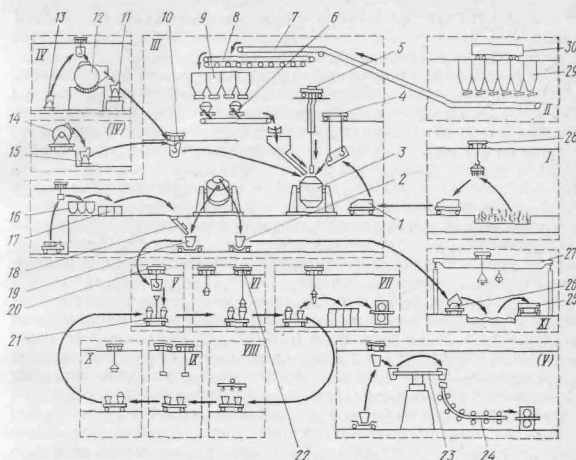 13 12 11 10 9 8 7 6
IV III 5 30
29
4 II
14 (IV) 28
15 3 I
2
16
17 1
18
19 27
20 V VI VII 26
21 25
XI
X IX VIII (V)
22 23 24